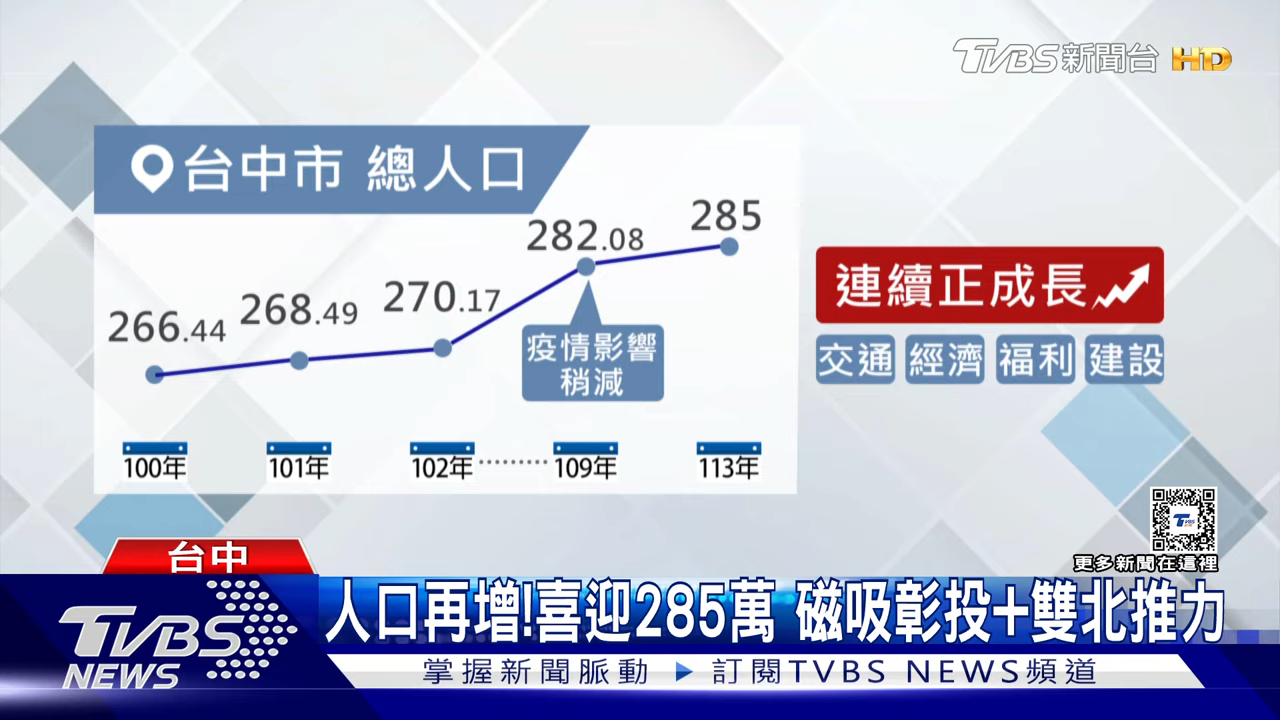 TVBS新聞台 HD
台中市 總人口
266.44
268.49
270.17
282.08
285
疫情影響
稍減
100年
101年
102年
109年
113年
連續正成長
交通 經濟 福利 建設
TVBS
更多新聞在這裡
台中
人口再增!喜迎285萬 磁吸彰投+雙北推力
TVBS
NEWS
掌握新聞脈動 ▶ 訂閱TVBS NEWS頻道